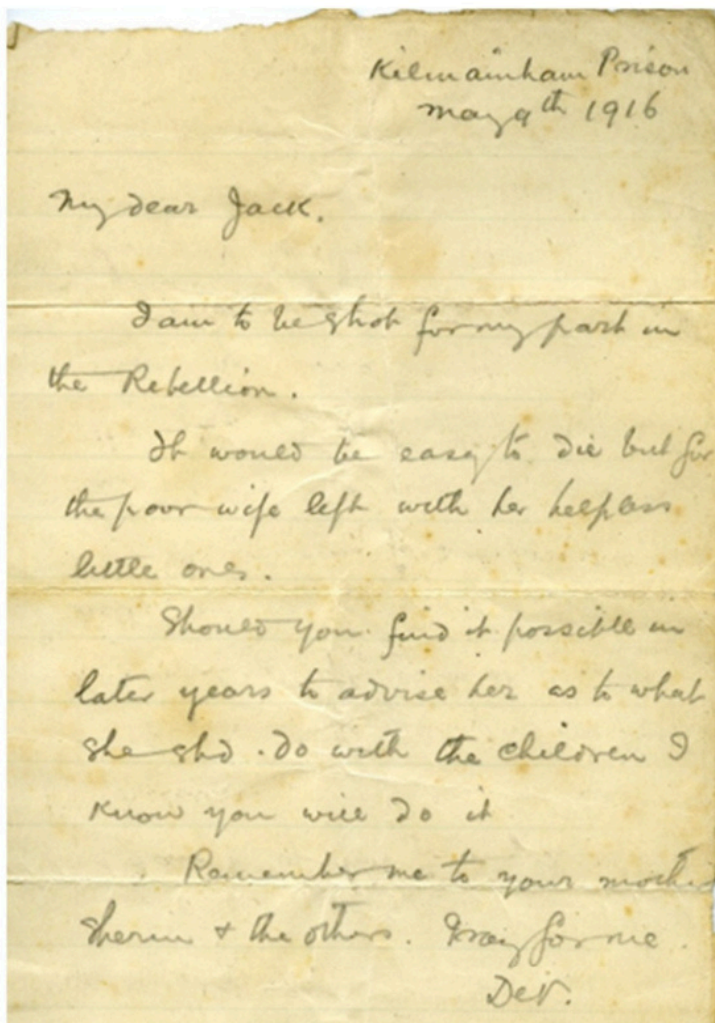 Kilmainham Prison
May 9th 1916
My dear Jack.
I am to be shot for my part in
the Rebellion.
It would be easy to die but for
the poor wife left with her helpless
little ones.
Should you find it possible in
later years to advise her as to what
she shd. do with the children I
know you will do it
Remember me to your mother
& the others. Pray for me.
Dev.